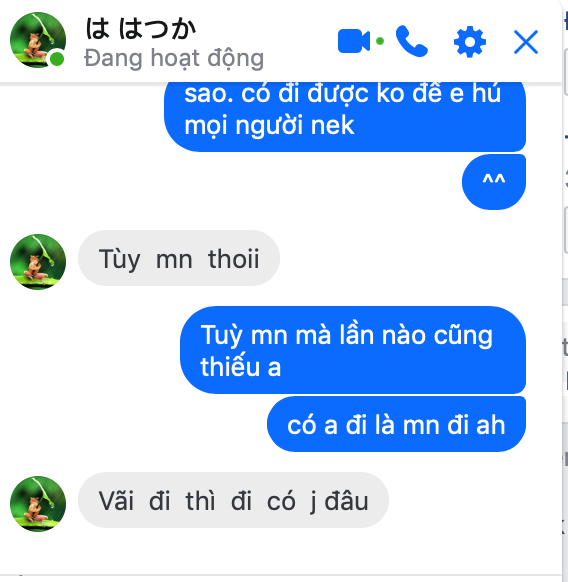 は はつか
Đang hoạt động
sao. có đi được ko để e hú
mọi người nek
^^
Tùy mn thoii
Tuỳ mn mà lần nào cũng
thiếu a
có a đi là mn đi ah
Vãi đi thì đi có j đâu